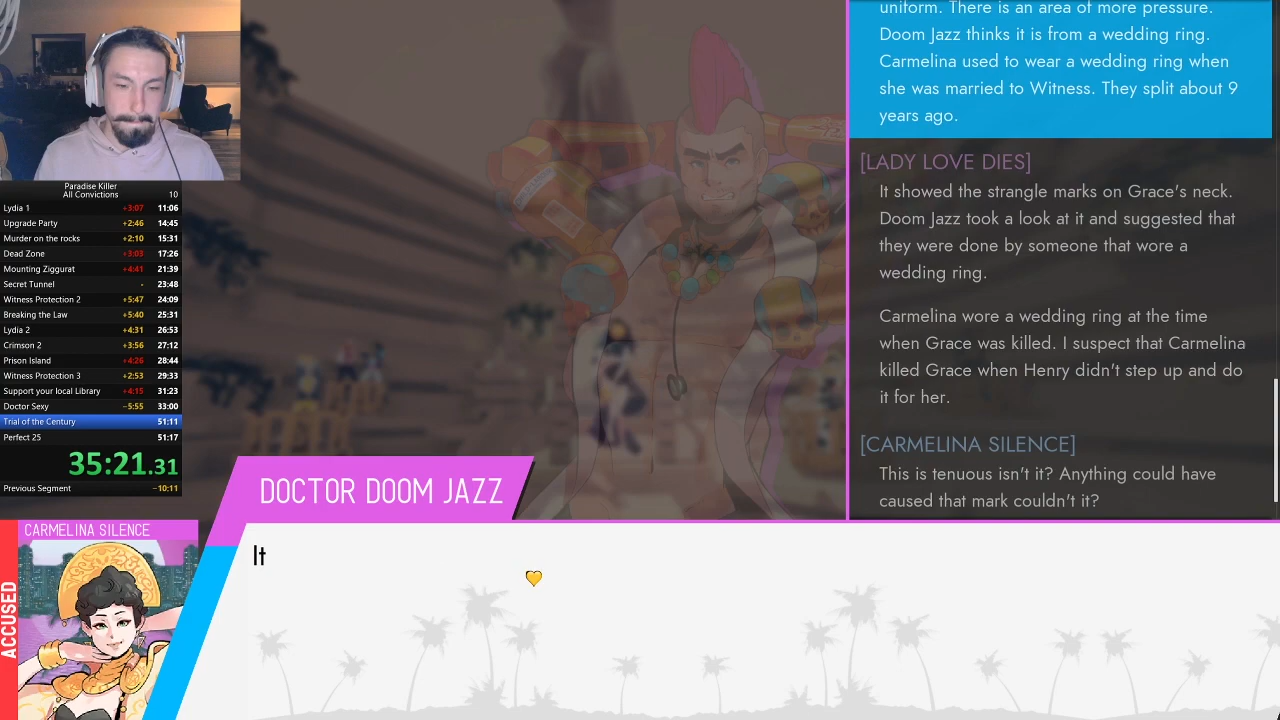 Paradise Killer
All Convictions 10
Lydia 1 +3:07 11:06
Upgrade Party +2:46 14:45
Murder on the rocks +2:10 15:31
Dead Zone +3:03 17:26
Mounting Ziggurat +4:41 21:39
Secret Tunnel - 23:48
Witness Protection 2 +5:47 24:09
Breaking the Law +5:40 25:31
Lydia 2 +4:31 26:53
Crimson 2 +3:56 27:12
Prison Island +4:26 28:44
Witness Protection 3 +2:53 29:33
Support your local Library +4:15 31:23
Doctor Sexy −5:55 33:00
Trial of the Century 51:11
Perfect 25 51:17
35:21.31
Previous Segment −10:11
uniform. There is an area of more pressure.
Doom Jazz thinks it is from a wedding ring.
Carmelina used to wear a wedding ring when
she was married to Witness. They split about 9
years ago.
[LADY LOVE DIES]
It showed the strangle marks on Grace's neck.
Doom Jazz took a look at it and suggested that
they were done by someone that wore a
wedding ring.
Carmelina wore a wedding ring at the time
when Grace was killed. I suspect that Carmelina
killed Grace when Henry didn't step up and do
it for her.
[CARMELINA SILENCE]
This is tenuous isn't it? Anything could have
caused that mark couldn't it?
DOCTOR DOOM JAZZ
It
CARMELINA SILENCE
ACCUSED